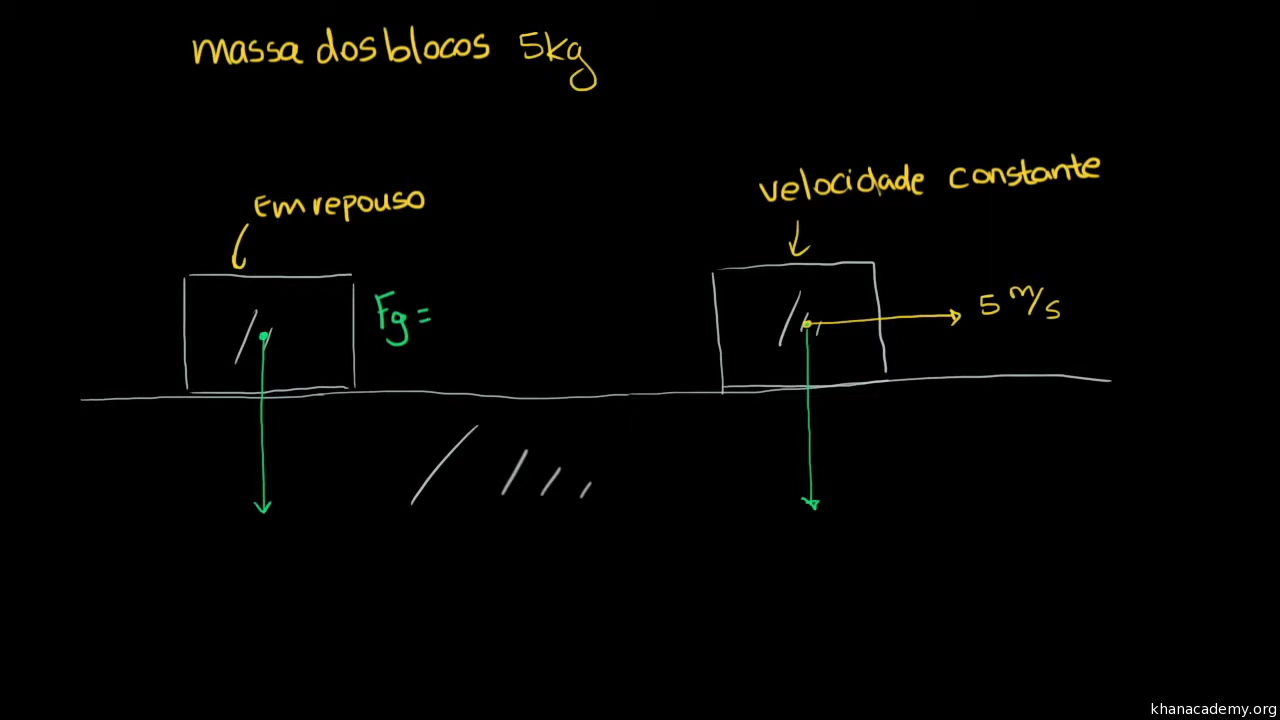 massa dos blocos 5kg
Em repouso
velocidade constante
Fg =
5 m/s
khanacademy.org